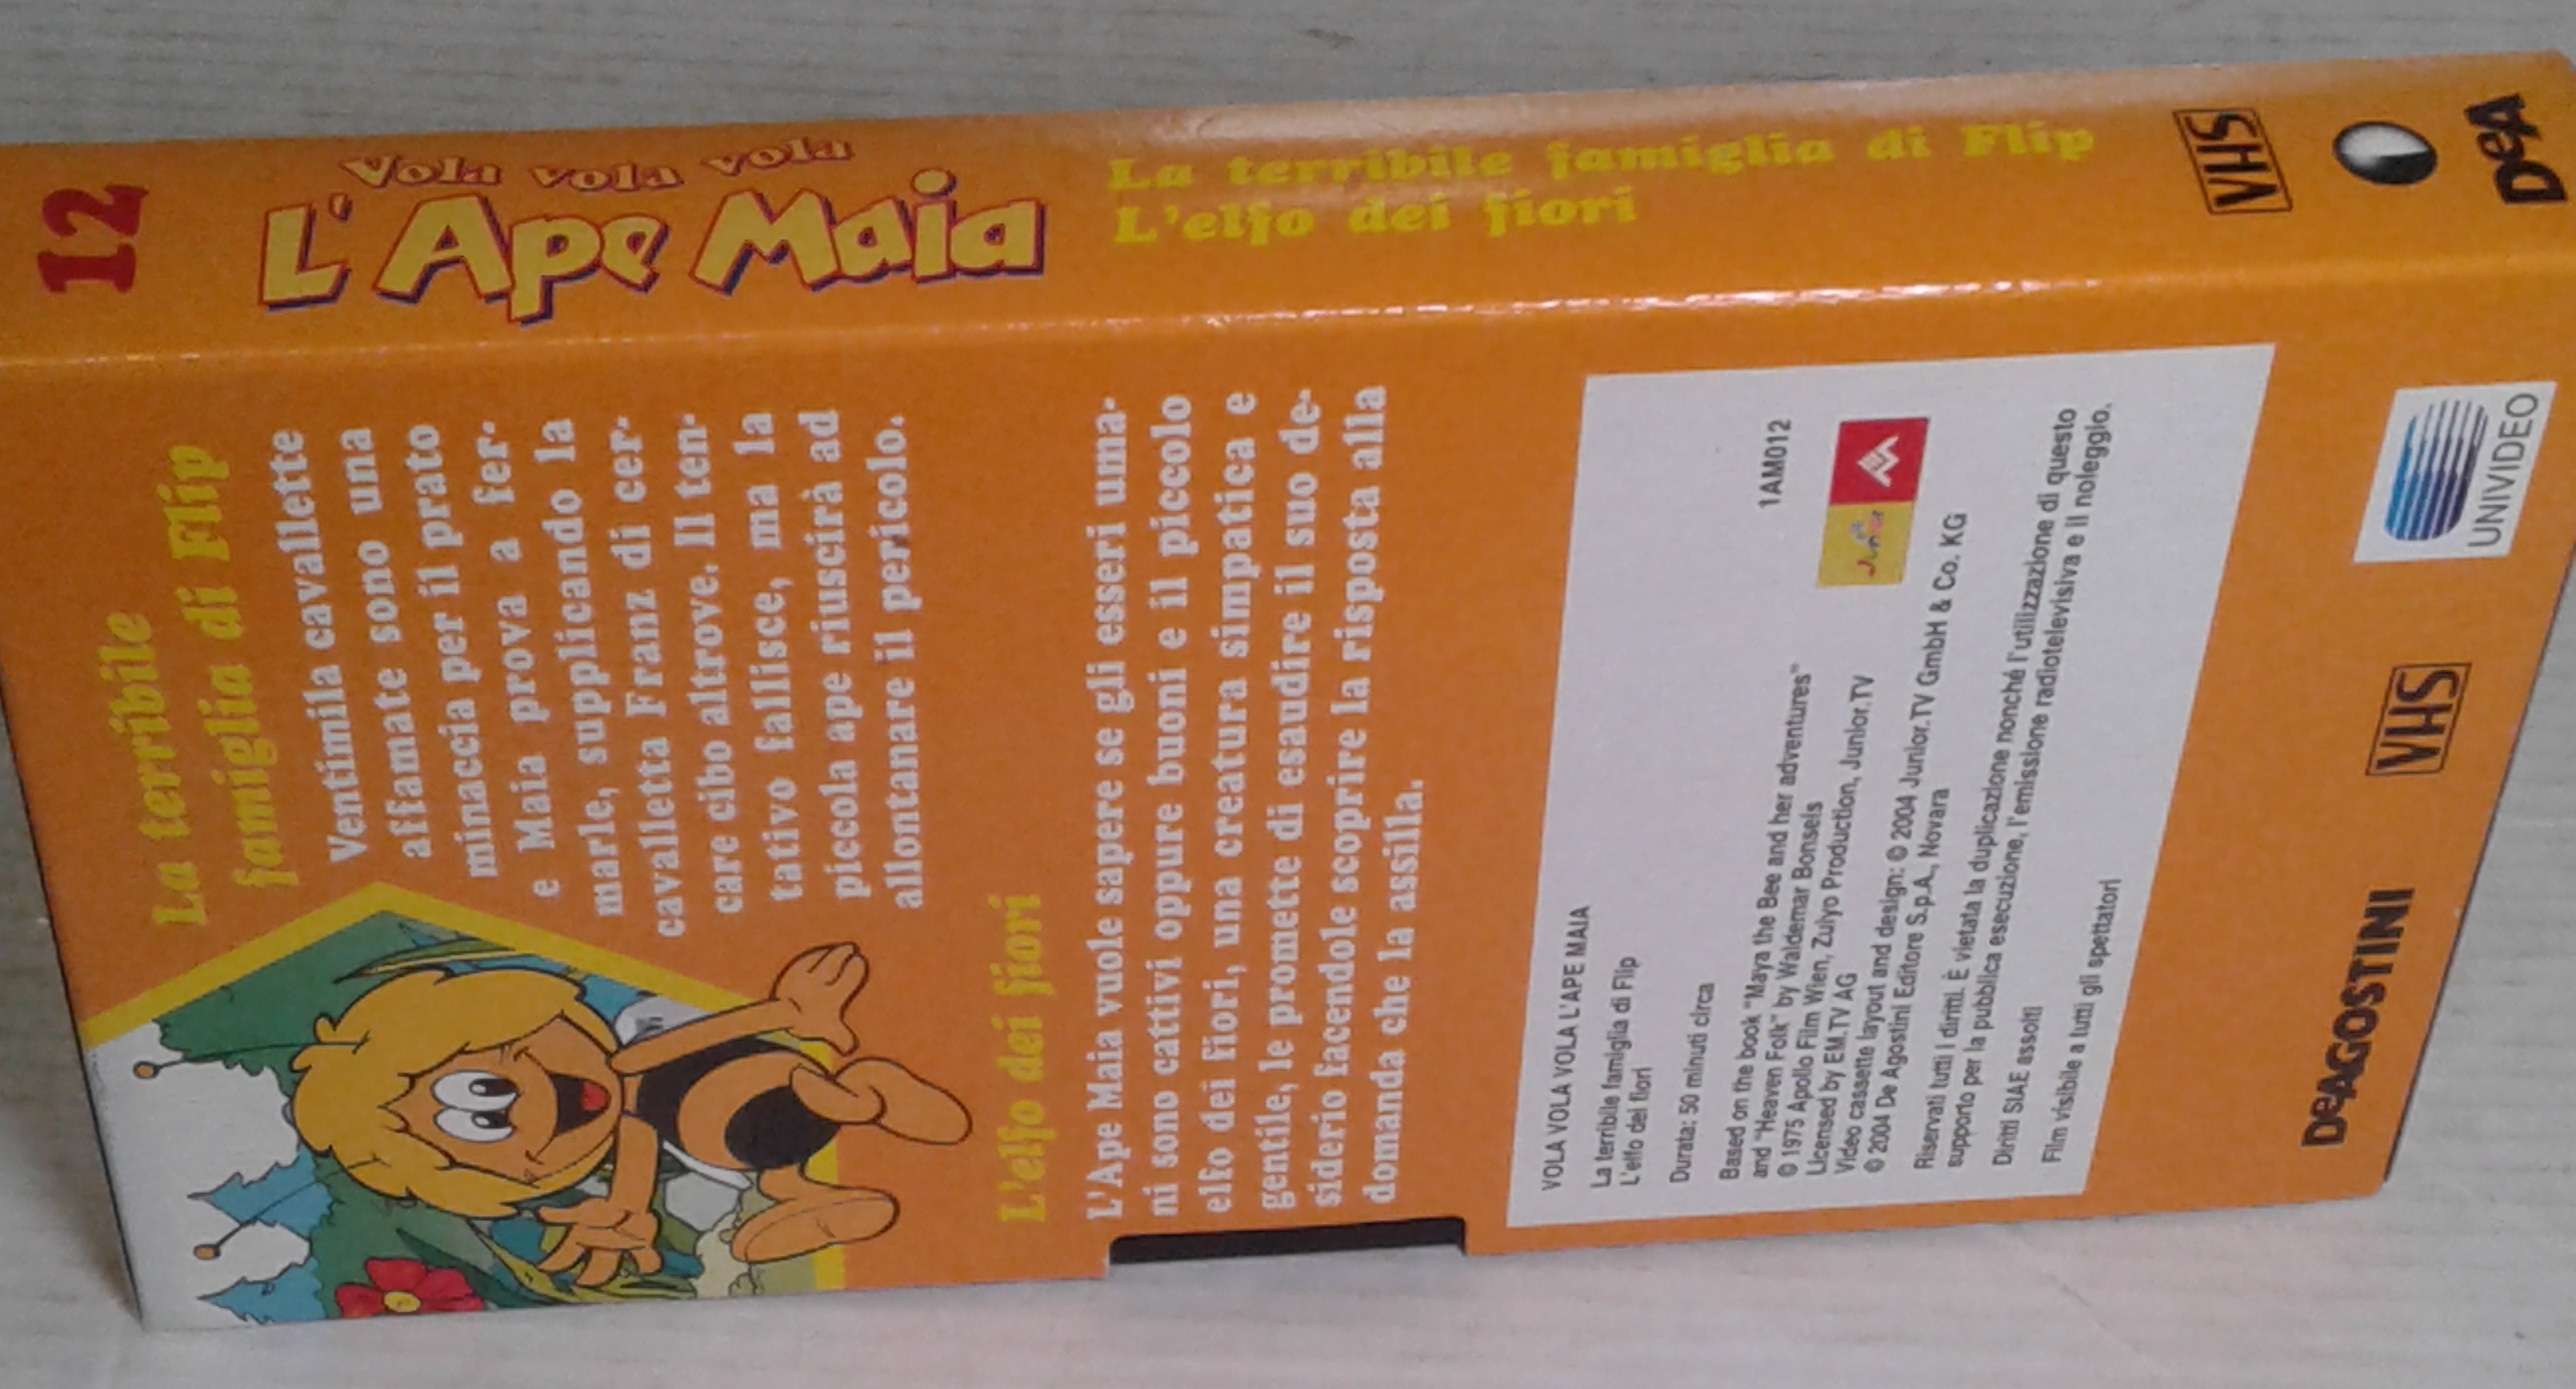 12
Vola vola vola
L'Ape Maia
La terribile famiglia di Flip
L'elfo dei fiori
VHS
DeA
La terribile
famiglia di Flip
Ventimila cavallette
affamate sono una
minaccia per il prato
e Maia prova a fer-
marle, supplicando la
cavalletta Franz di cer-
care cibo altrove. Il ten-
tativo fallisce, ma la
piccola ape riuscirà ad
allontanare il pericolo.
L'elfo dei fiori
L'Ape Maia vuole sapere se gli esseri uma-
ni sono cattivi oppure buoni e il piccolo
elfo dei fiori, una creatura simpatica e
gentile, le promette di esaudire il suo de-
siderio facendole scoprire la risposta alla
domanda che la assilla.
VOLA VOLA VOLA L'APE MAIA
La terribile famiglia di Flip
L'elfo dei fiori
Durata: 50 minuti circa
1AM012
Based on the book "Maya the Bee and her adventures"
and "Heaven Folk" by Waldemar Bonsels
© 1975 Apollo Film Wien, Zuiyo Production, Junior.TV
Licensed by EM.TV AG
Video cassette layout and design: © 2004 Junior.TV GmbH & Co. KG
© 2004 De Agostini Editore S.p.A., Novara
Junior
Riservati tutti i diritti. È vietata la duplicazione nonché l'utilizzazione di questo
supporto per la pubblica esecuzione, l'emissione radiotelevisiva e il noleggio.
Diritti SIAE assolti
Film visibile a tutti gli spettatori
DeAGOSTINI
VHS
UNIVIDEO